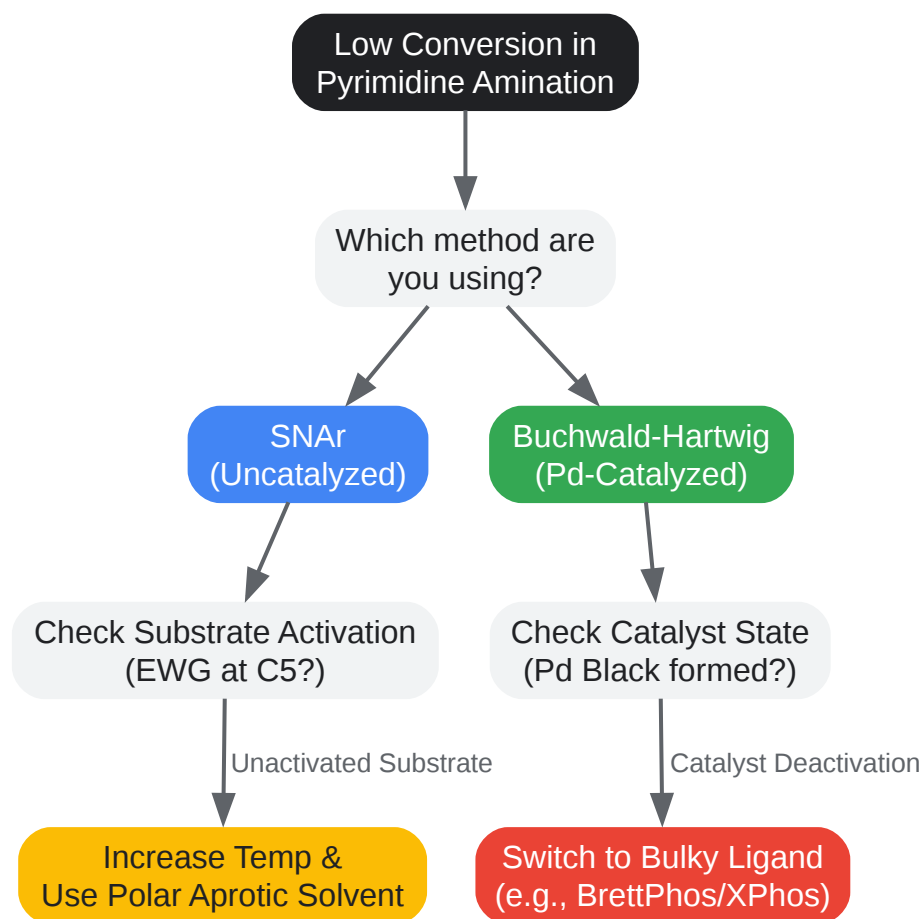 Low Conversion in
Pyrimidine Amination
Which method are
you using?
SNAr
(Uncatalyzed)
Buchwald-Hartwig
(Pd-Catalyzed)
Check Substrate Activation
(EWG at C5?)
Check Catalyst State
(Pd Black formed?)
Unactivated Substrate
Catalyst Deactivation
Increase Temp &
Use Polar Aprotic Solvent
Switch to Bulky Ligand
(e.g., BrettPhos/XPhos)